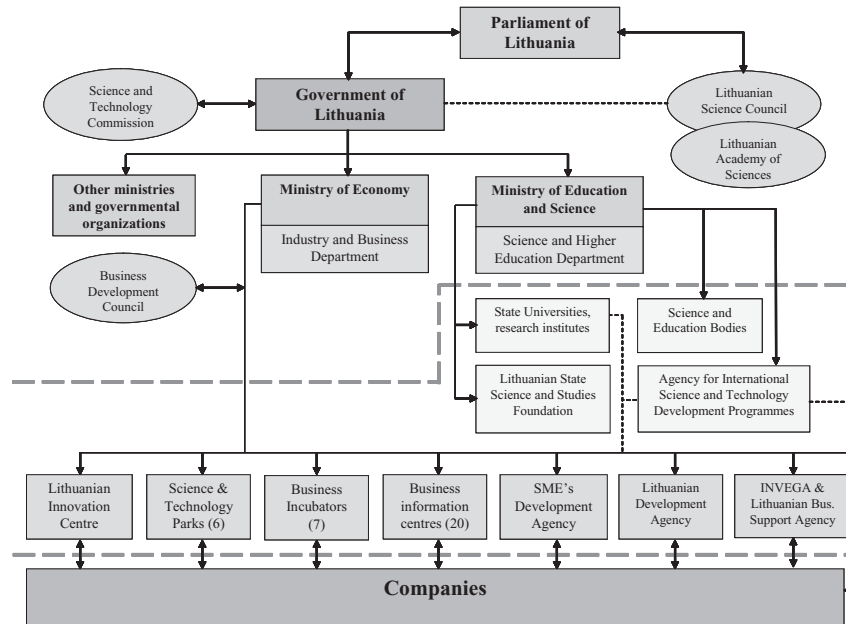 Parliament of
Lithuania
Science and
Technology
Commission
Government of
Lithuania
Lithuanian
Science Council
Lithuanian
Academy of
Sciences
Other ministries
and governmental
organizations
Ministry of Economy
Industry and Business
Department
Ministry of Education
and Science
Science and Higher
Education Department
Business
Development
Council
State Universities,
research institutes
Science and
Education Bodies
Lithuanian State
Science and Studies
Foundation
Agency for International
Science and Technology
Development Programmes
Lithuanian
Innovation
Centre
Science &
Technology
Parks (6)
Business
Incubators
(7)
Business
information
centres (20)
SME's
Development
Agency
Lithuanian
Development
Agency
INVEGA &
Lithuanian Bus.
Support Agency
Companies